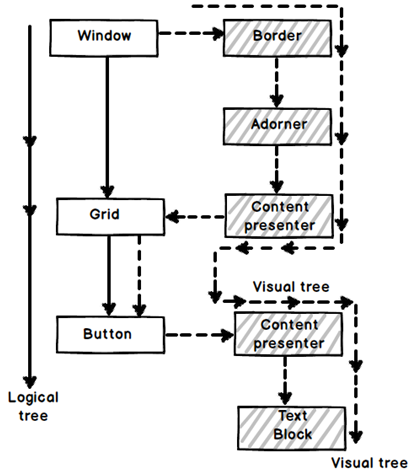 Window
Border
Adorner
Grid
Content
presenter
Visual tree
Button
Content
presenter
Logical
tree
Text
Block
Visual tree